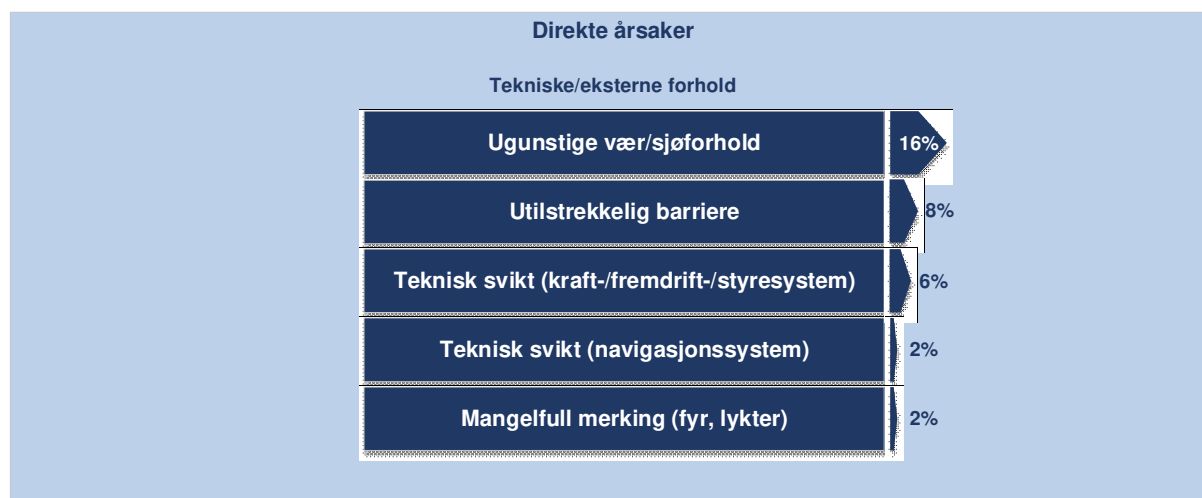 Direkte årsaker
Tekniske/eksterne forhold
Ugunstige vær/sjøforhold 16%
Utilstrekkelig barriere 8%
Teknisk svikt (kraft-/fremdrift-/styresystem) 6%
Teknisk svikt (navigasjonssystem) 2%
Mangelfull merking (fyr, lykter) 2%